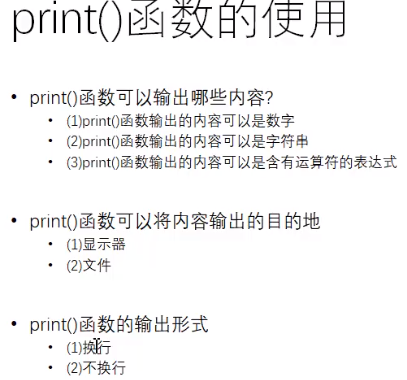 print()函数的使用
• print()函数可以输出哪些内容?
• (1)print()函数输出的内容可以是数字
• (2)print()函数输出的内容可以是字符串
• (3)print()函数输出的内容可以是含有运算符的表达式
• print()函数可以将内容输出的目的地
• (1)显示器
• (2)文件
• print()函数的输出形式
• (1)换行
• (2)不换行